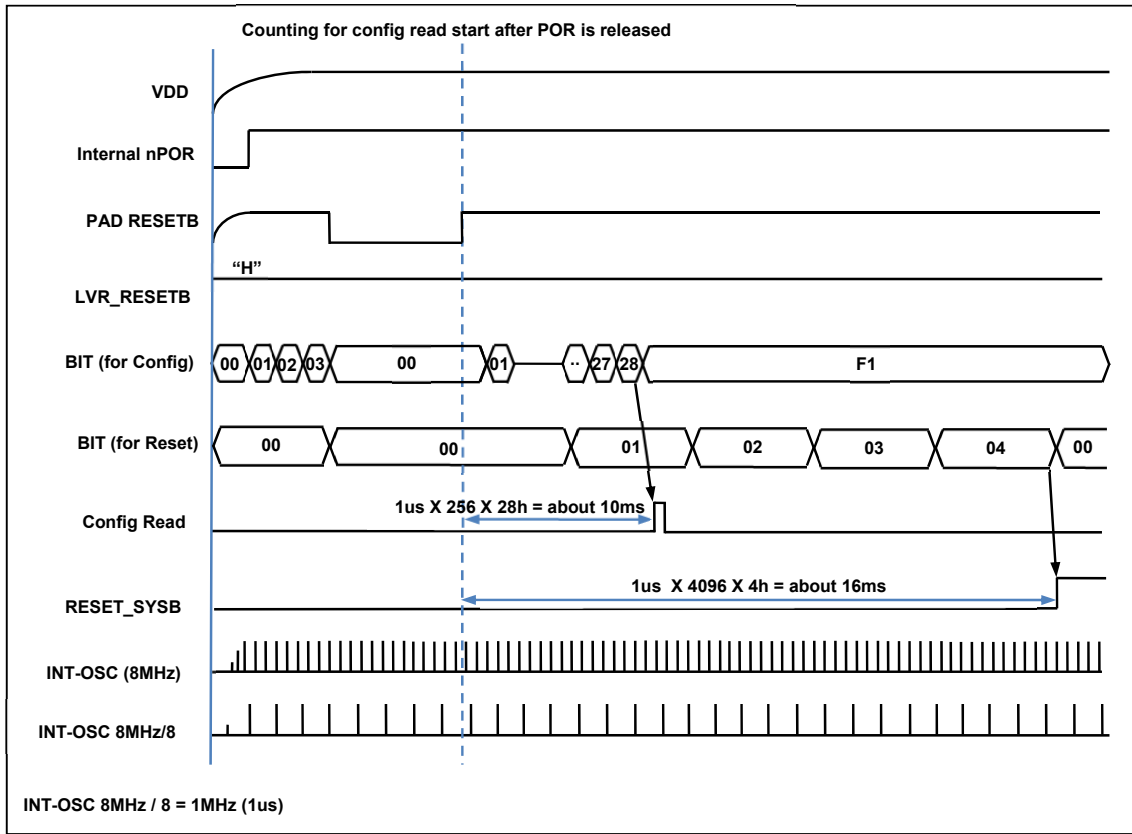 Counting for config read start after POR is released
VDD
Internal nPOR
PAD RESETB
“H”
LVR_RESETB
BIT (for Config) 00 01 02 03 00 01 .. 27 28 F1
BIT (for Reset) 00 00 01 02 03 04 00
1us X 256 X 28h = about 10ms
Config Read
1us X 4096 X 4h = about 16ms
RESET_SYSB
INT-OSC (8MHz)
INT-OSC 8MHz/8
INT-OSC 8MHz / 8 = 1MHz (1us)